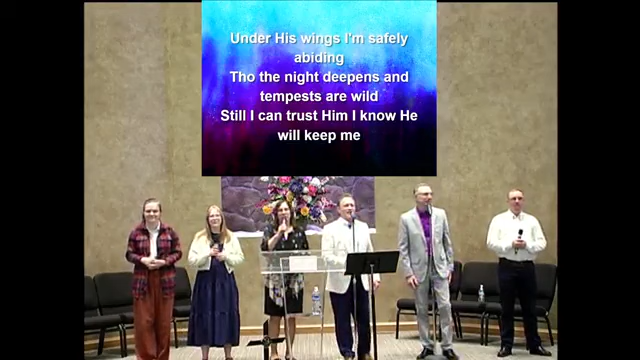 Under His wings I'm safely
abiding
Tho the night deepens and
tempests are wild
Still I can trust Him I know He
will keep me